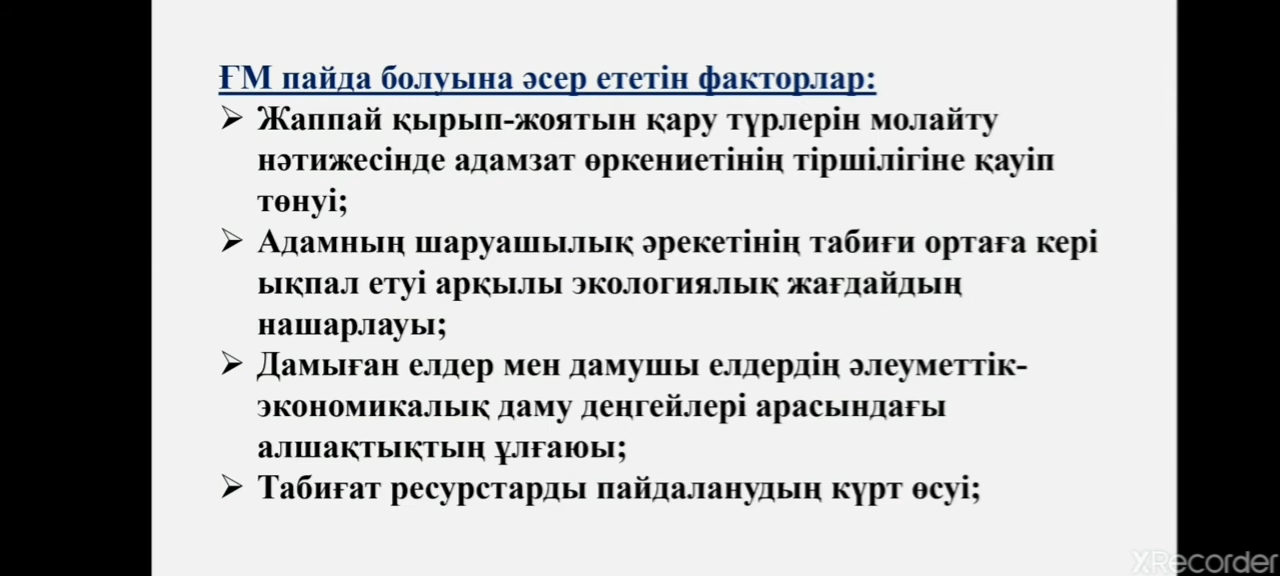 ҒМ пайда болуына әсер ететін факторлар:
➢ Жаппай қырып-жоятын қару түрлерін молайту
нәтижесінде адамзат өркениетінің тіршілігіне қауіп
төнуі;
➢ Адамның шаруашылық әрекетінің табиғи ортаға кері
ықпал етуі арқылы экологиялық жағдайдың
нашарлауы;
➢ Дамыған елдер мен дамушы елдердің әлеуметтік-
экономикалық даму деңгейлері арасындағы
алшақтықтың ұлғаюы;
➢ Табиғат ресурстарды пайдаланудың күрт өсуі;
XRecorder